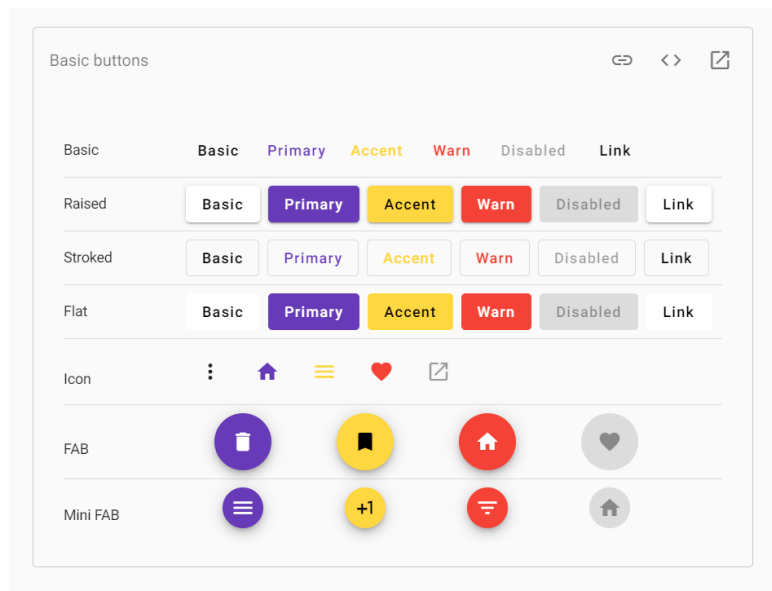 Basic buttons
Basic Basic Primary Accent Warn Disabled Link
Raised Basic Primary Accent Warn Disabled Link
Stroked Basic Primary Accent Warn Disabled Link
Flat Basic Primary Accent Warn Disabled Link
Icon
FAB
Mini FAB +1